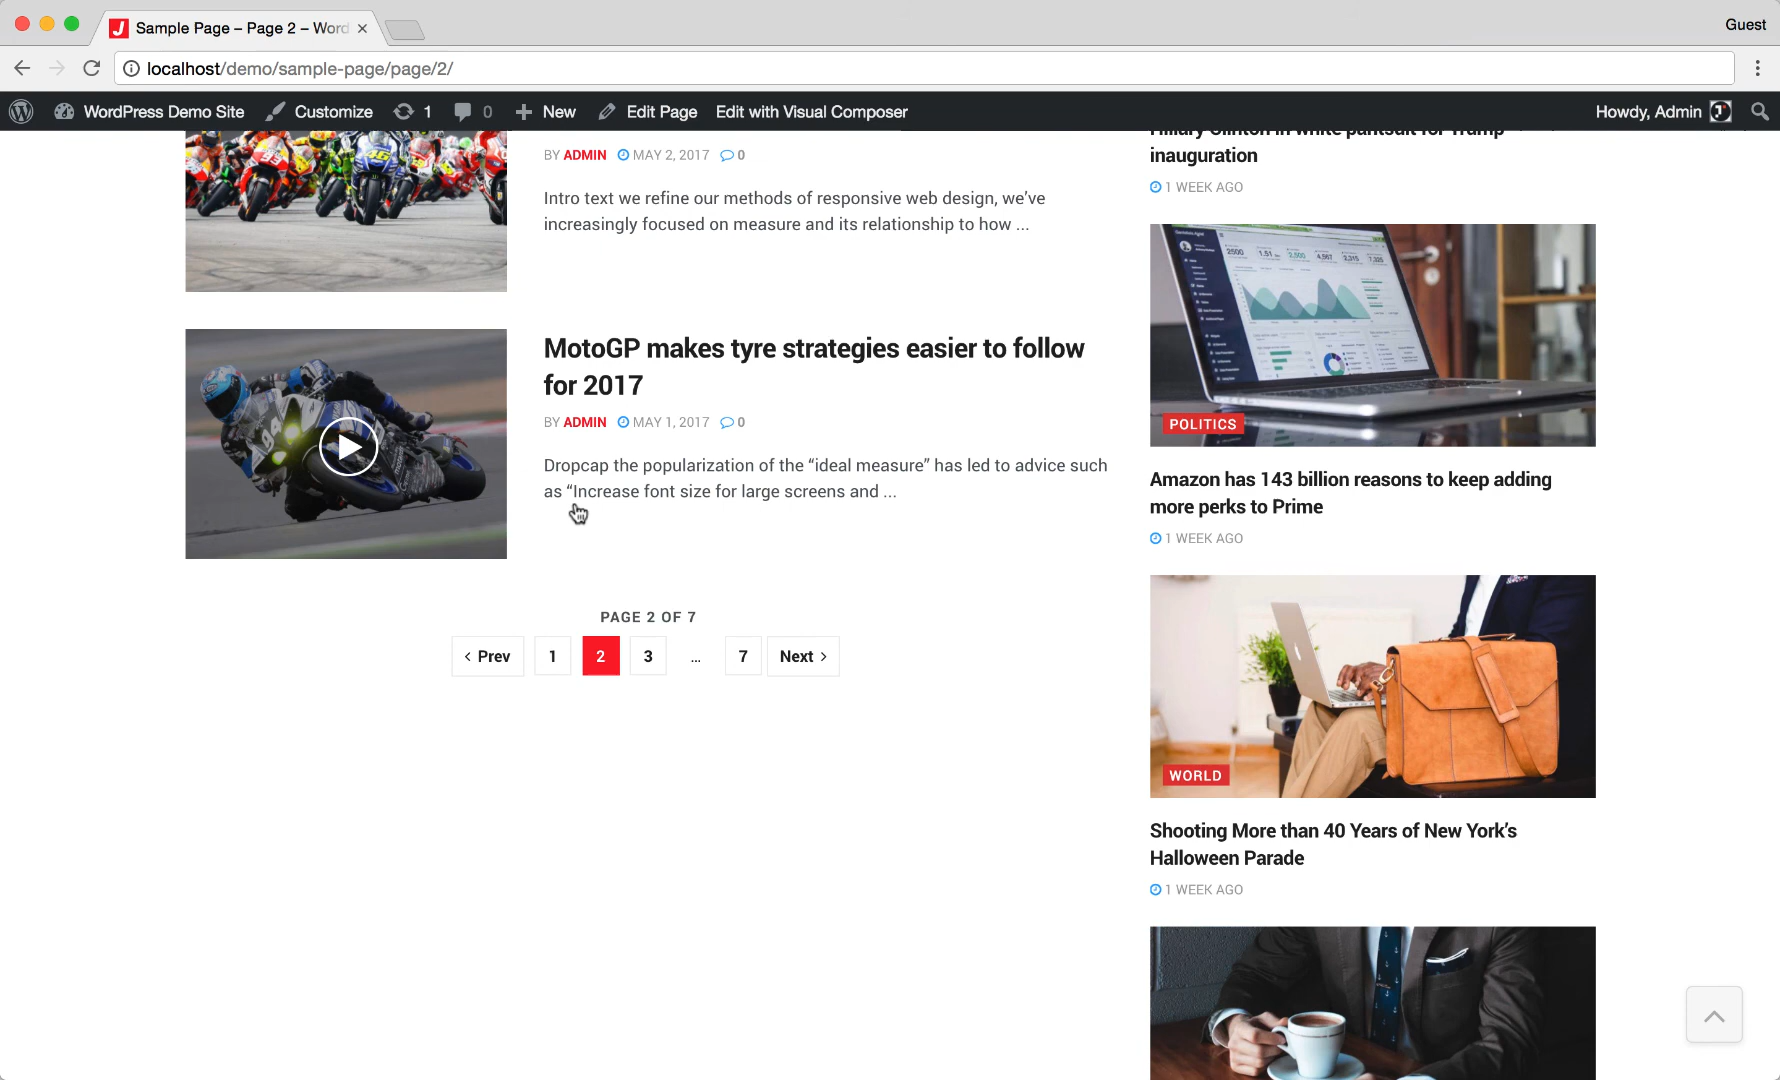 Sample Page – Page 2 – Word
Guest
localhost/demo/sample-page/page/2/
WordPress Demo Site
Customize
1
0
New
Edit Page
Edit with Visual Composer
Howdy, Admin
BY ADMIN MAY 2, 2017 0
Intro text we refine our methods of responsive web design, we’ve
increasingly focused on measure and its relationship to how ...
MotoGP makes tyre strategies easier to follow
for 2017
BY ADMIN MAY 1, 2017 0
Dropcap the popularization of the “ideal measure” has led to advice such
as “Increase font size for large screens and ...
PAGE 2 OF 7
Prev 1 2 3 ... 7 Next
Hillary Clinton in white pantsuit for Trump
inauguration
1 WEEK AGO
POLITICS
Amazon has 143 billion reasons to keep adding
more perks to Prime
1 WEEK AGO
WORLD
Shooting More than 40 Years of New York’s
Halloween Parade
1 WEEK AGO